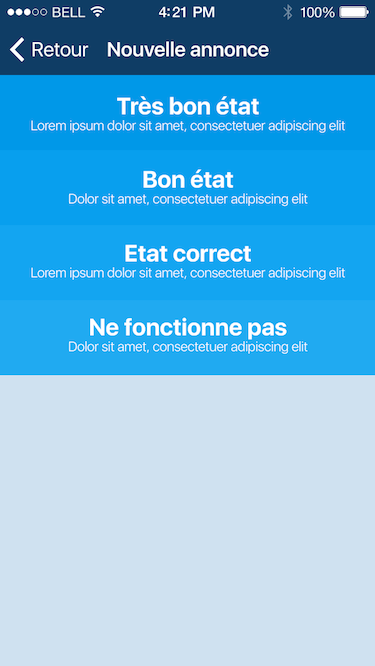 BELL 4:21 PM 100%
Retour Nouvelle annonce
Très bon état
Lorem ipsum dolor sit amet, consectetuer adipiscing elit
Bon état
Dolor sit amet, consectetuer adipiscing elit
Etat correct
Lorem ipsum dolor sit amet, consectetuer adipiscing elit
Ne fonctionne pas
Dolor sit amet, consectetuer adipiscing elit